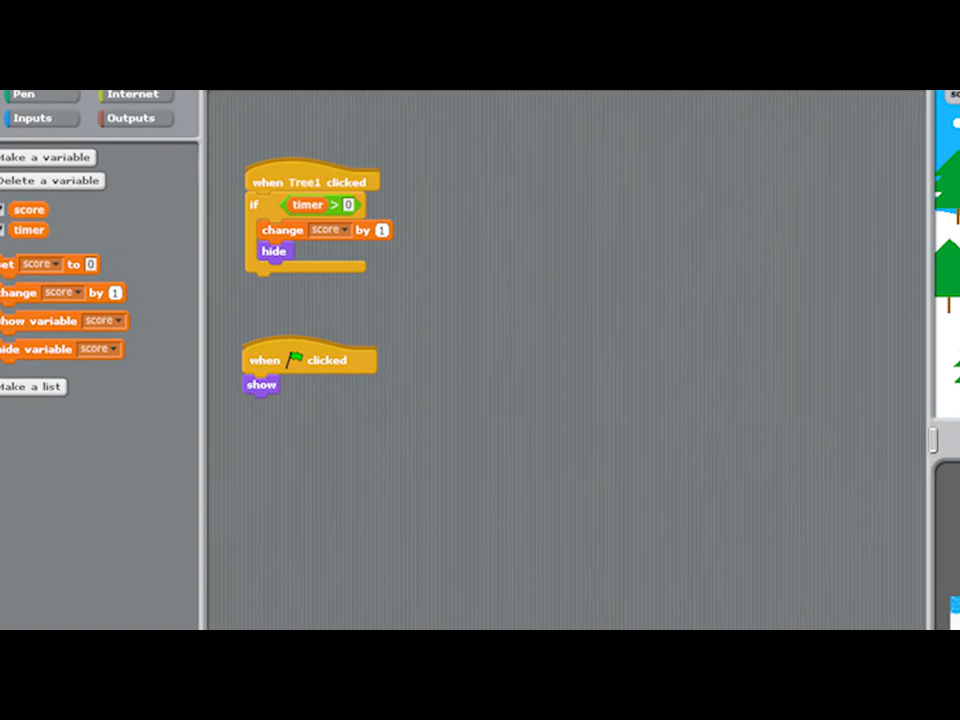 Pen Internet
Inputs Outputs
Make a variable
Delete a variable
score
timer
set score to 0
change score by 1
show variable score
hide variable score
Make a list
when Tree1 clicked
if timer > 0
change score by 1
hide
when clicked
show